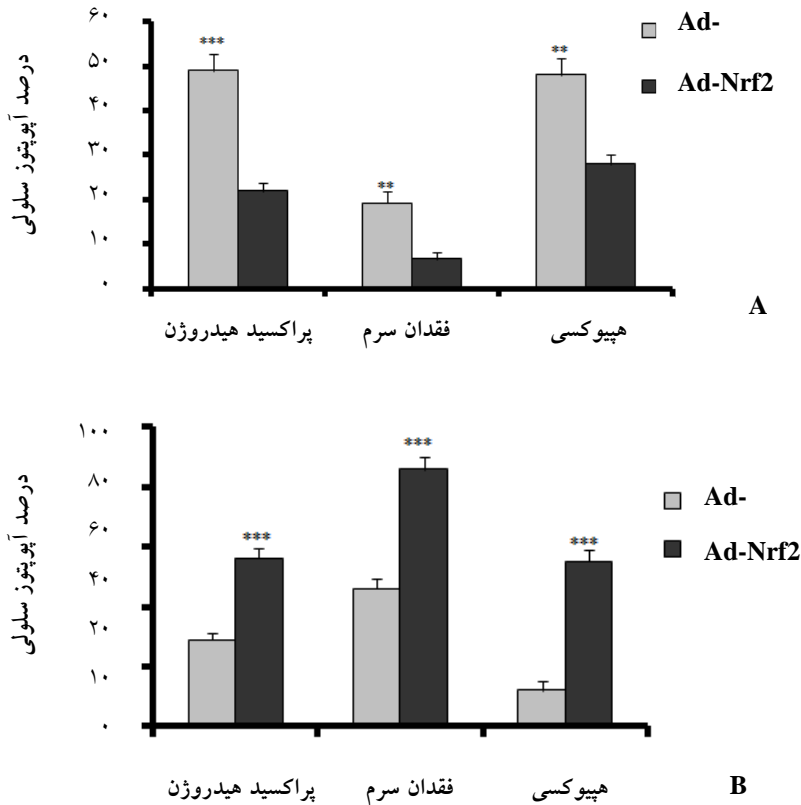 ۶۰
۵۰
۴۰
۳۰
۲۰
۱۰
۰
درصد آپوپتوز سلولی
***
**
**
Ad-
Ad-Nrf2
پراکسید هیدروژن
فقدان سرم
هیپوکسی
A
۱۰۰
۸۰
۶۰
۴۰
۲۰
۱۰
۰
درصد آپوپتوز سلولی
***
***
***
Ad-
Ad-Nrf2
پراکسید هیدروژن
فقدان سرم
هیپوکسی
B